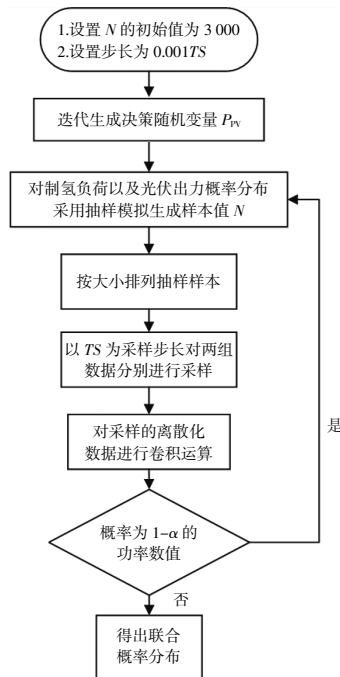 1.设置 N 的初始值为 3 000
2.设置步长为 0.001TS
迭代生成决策随机变量 PPV
对制氢负荷以及光伏出力概率分布
采用抽样模拟生成样本值 N
按大小排列抽样样本
以 TS 为采样步长对两组
数据分别进行采样
对采样的离散化
数据进行卷积运算
是
概率为 1-α 的
功率数值
否
得出联合
概率分布